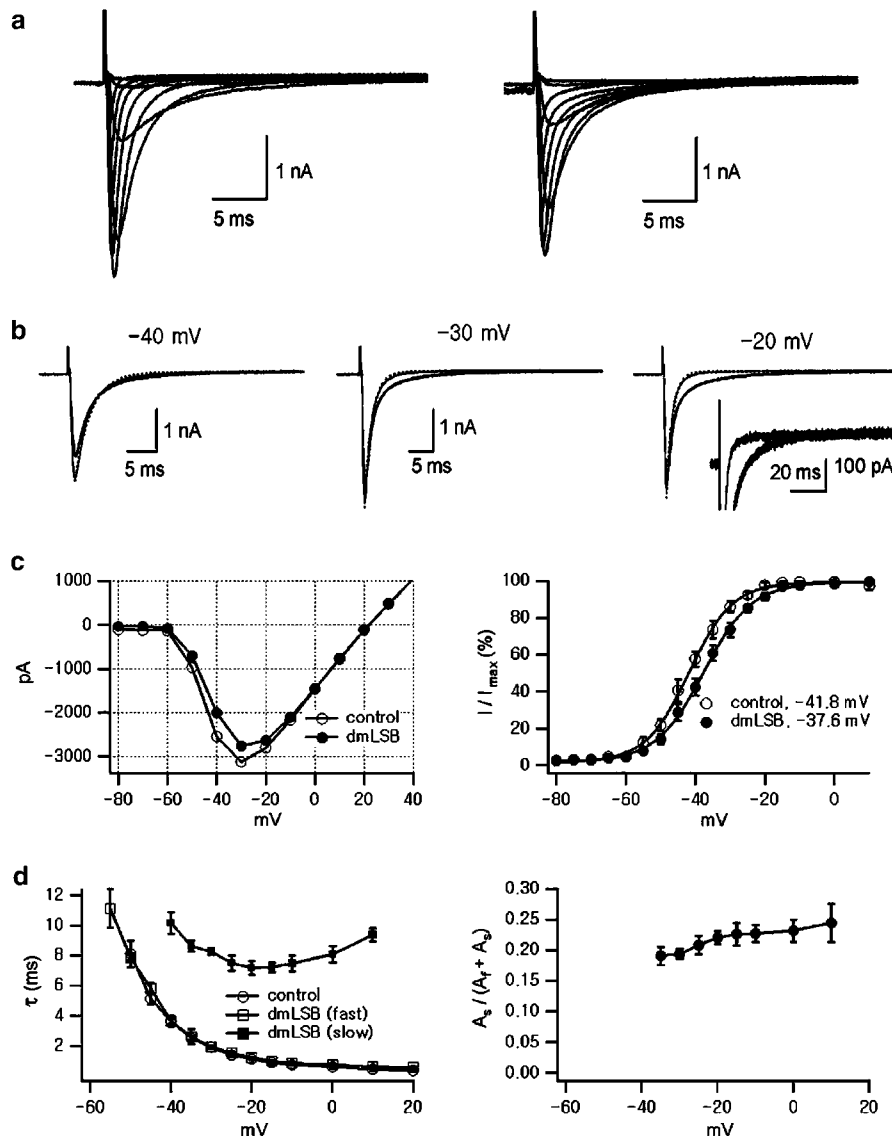 a
1 nA
5 ms
1 nA
5 ms
b
−40 mV
−30 mV
−20 mV
1 nA
5 ms
1 nA
5 ms
20 ms
100 pA
c
1000
0
-1000
-2000
-3000
pA
control
dmLSB
-80 -60 -40 -20 0 20 40
mV
100
80
60
40
20
0
I / Imax (%)
control, -41.8 mV
dmLSB, -37.6 mV
-80 -60 -40 -20 0
mV
d
12
10
8
6
4
2
τ (ms)
control
dmLSB (fast)
dmLSB (slow)
-60 -40 -20 0 20
mV
0.30
0.25
0.20
0.15
0.10
0.05
0.00
As / (Af + As)
-60 -40 -20 0 20
mV